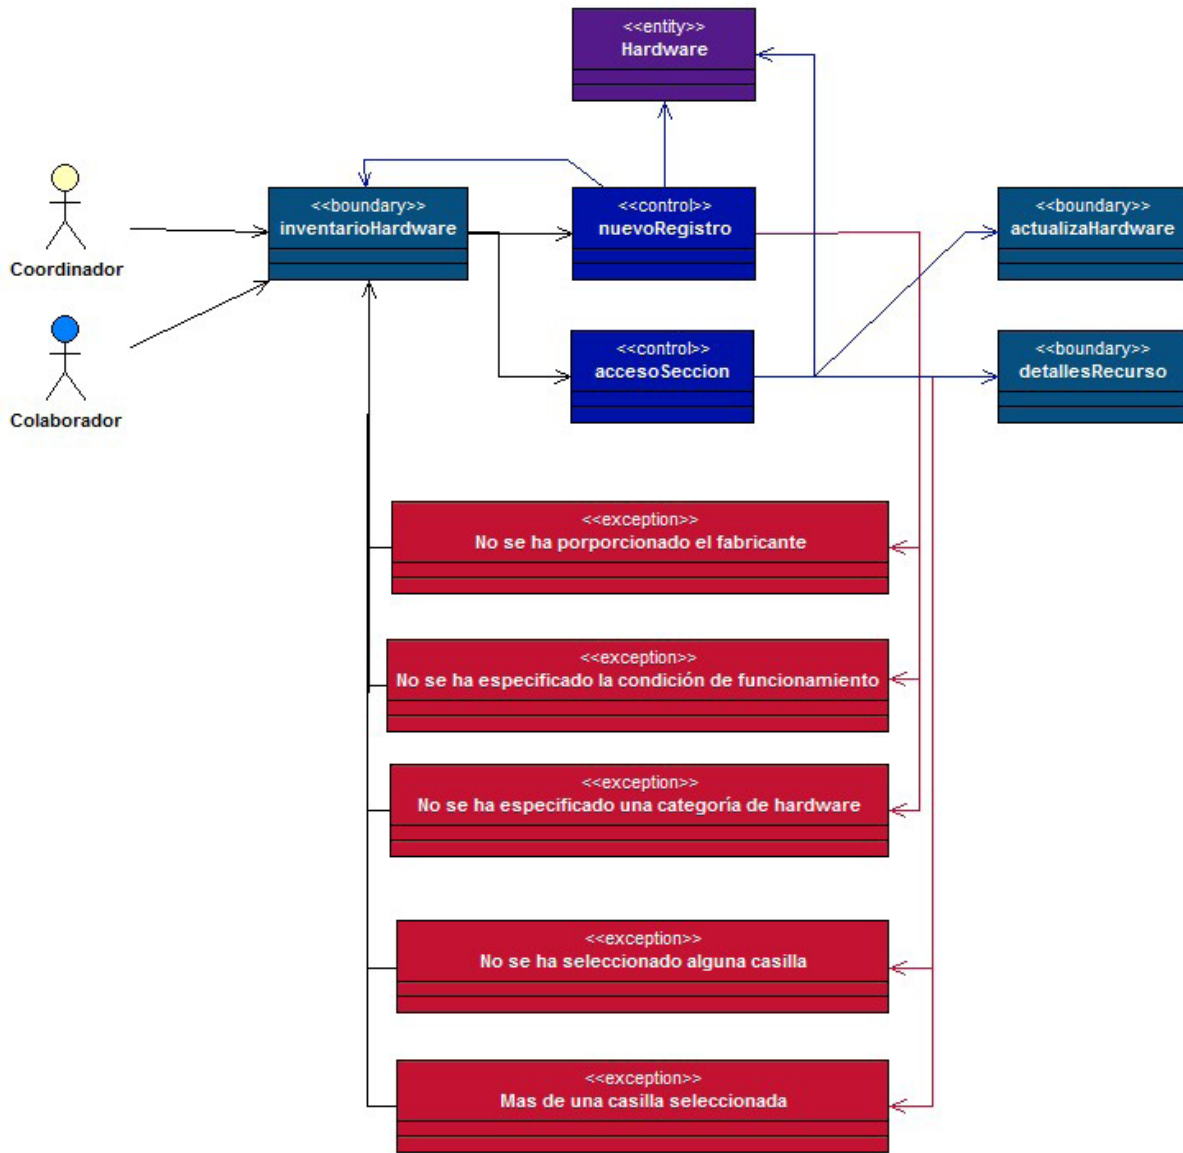 <<entity>>
Hardware
<<boundary>>
inventarioHardware
<<control>>
nuevoRegistro
<<boundary>>
actualizaHardware
Coordinador
<<control>>
accesoSeccion
<<boundary>>
detallesRecurso
Colaborador
<<exception>>
No se ha porporcionado el fabricante
<<exception>>
No se ha especificado la condición de funcionamiento
<<exception>>
No se ha especificado una categoría de hardware
<<exception>>
No se ha seleccionado alguna casilla
<<exception>>
Mas de una casilla seleccionada